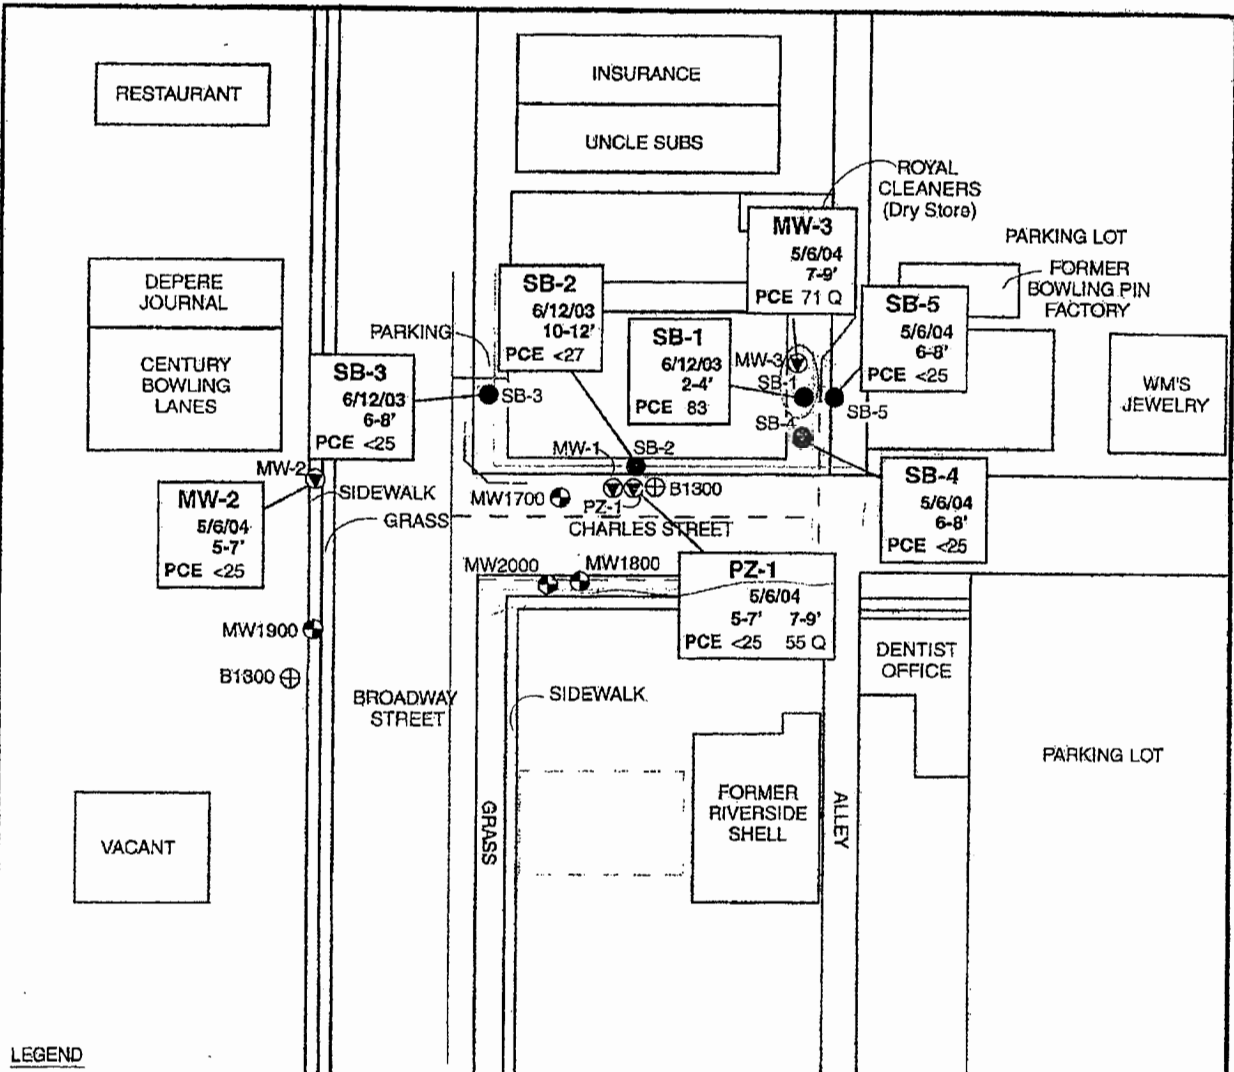 INSURANCE
UNCLE SUBS
RESTAURANT
ROYAL
CLEANERS
(Dry Store)
MW-3
5/6/04
7-9'
PCE 71 Q
PARKING LOT
FORMER
BOWLING PIN
FACTORY
DEPERE
JOURNAL
CENTURY
BOWLING
LANES
SB-2
6/12/03
10-12'
PCE <27
SB-5
5/6/04
6-8'
PCE <25
PARKING
SB-1
6/12/03
2-4'
PCE 83
MW-3
SB-1
SB-3
6/12/03
6-8'
PCE <25
SB-3
SB-5
SB-4
WM'S
JEWELRY
MW-1
SB-2
MW-2
MW-2
5/6/04
5-7'
PCE <25
SIDEWALK
GRASS
MW1700
PZ-1
B1300
CHARLES STREET
SB-4
5/6/04
6-8'
PCE <25
MW2000
MW1800
PZ-1
5/6/04
5-7' 7-9'
PCE <25 55 Q
MW1900
B1800
DENTIST
OFFICE
BROADWAY
STREET
SIDEWALK
PARKING LOT
FORMER
RIVERSIDE
SHELL
GRASS
ALLEY
VACANT
LEGEND